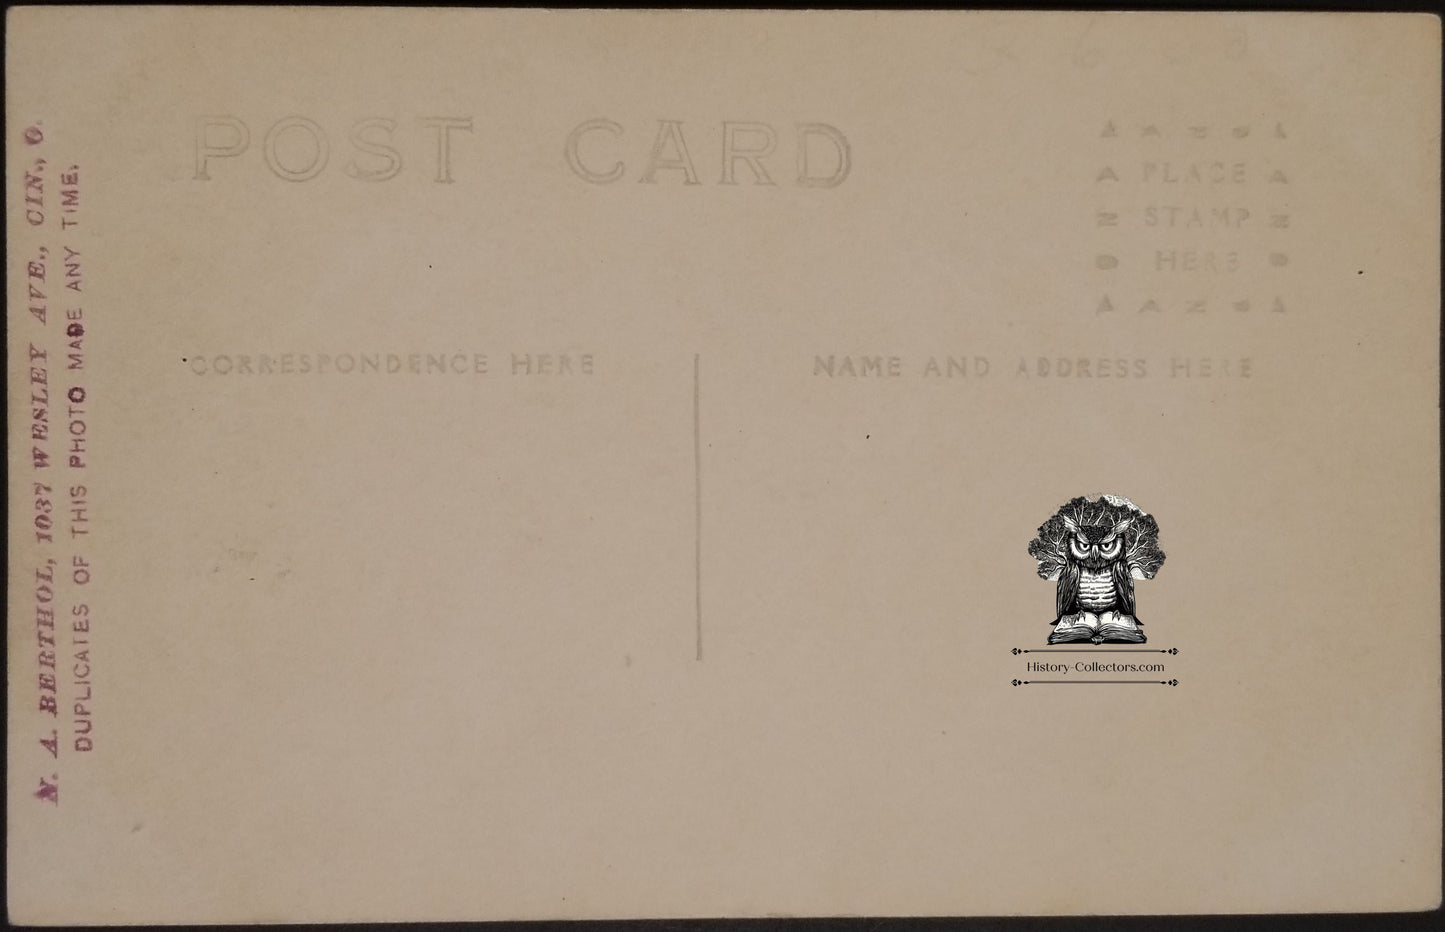 N. A. BERTHOL, 1037 WESLEY AVE., CIN., O.
DUPLICATES OF THIS PHOTO MADE ANY TIME.
POST CARD
PLACE
STAMP
HERE
CORRESPONDENCE HERE
NAME AND ADDRESS HERE
History-Collectors.com